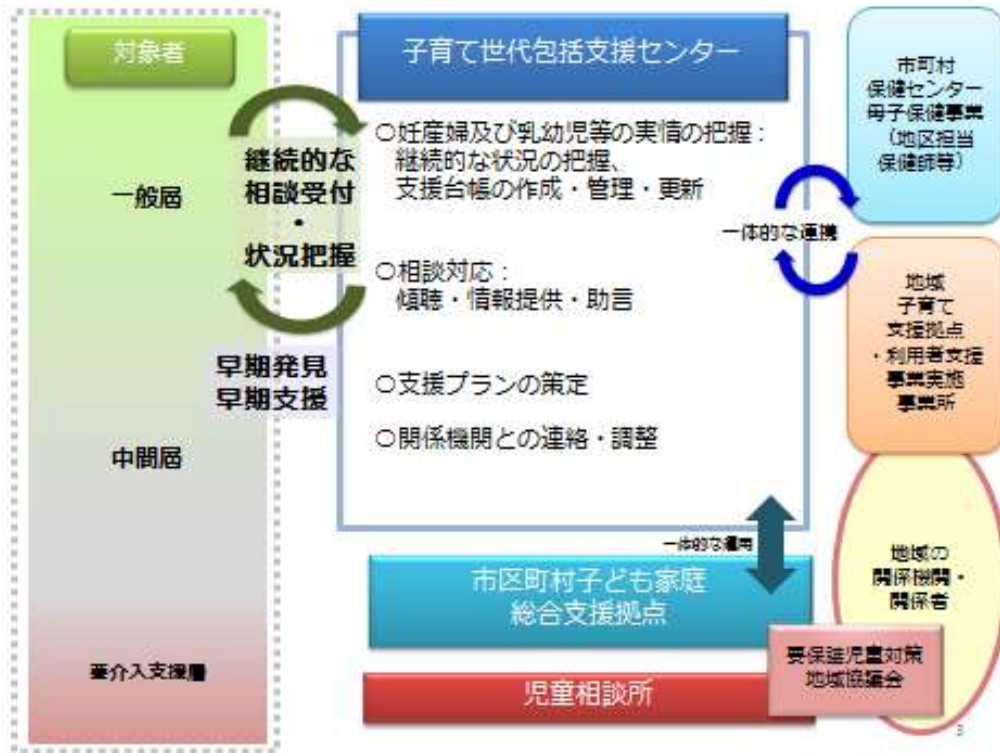 対象者
一般層
中間層
要介入支援層
継続的な
相談受付
・
状況把握
早期発見
早期支援
子育て世代包括支援センター
○妊産婦及び乳幼児等の実情の把握:
継続的な状況の把握、
支援台帳の作成・管理・更新
○相談対応:
傾聴・情報提供・助言
○支援プランの策定
○関係機関との連絡・調整
一体的な連携
一体的な運用
市区町村子ども家庭
総合支援拠点
児童相談所
市町村
保健センター
母子保健事業
(地区担当
保健師等)
地域
子育て
支援拠点
・利用者支援
事業実施
事業所
地域の
関係機関・
関係者
要保護児童対策
地域協議会
3